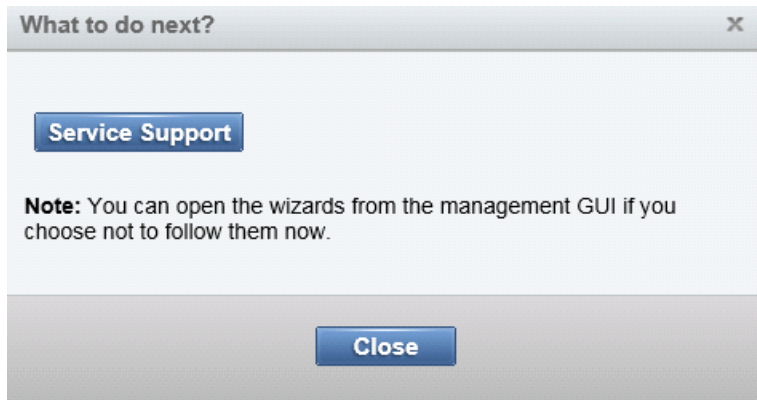 What to do next?
Service Support
Note: You can open the wizards from the management GUI if you
choose not to follow them now.
Close